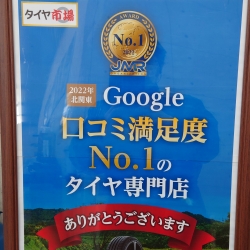 タイヤ市場
AWARD
No.1
JMR
2022年
北関東
Google
口コミ満足度
No.1の
タイヤ専門店
ありがとうございます